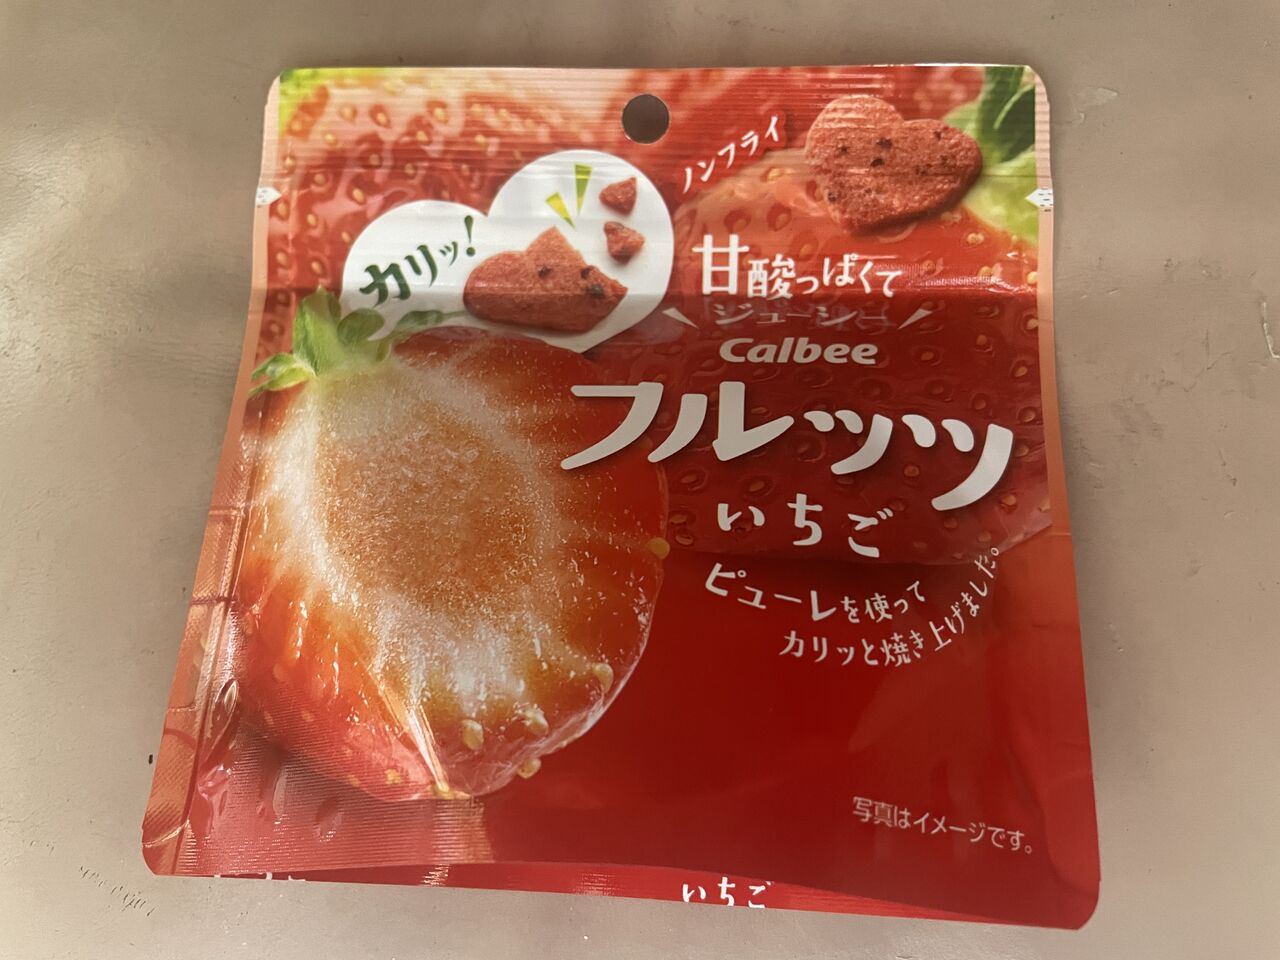 ノンフライ
カリッ!
甘酸っぱくて
ジューシー
Calbee
フルッツ
いちご
ピューレを使って
カリッと焼き上げました。
写真はイメージです。
いちご